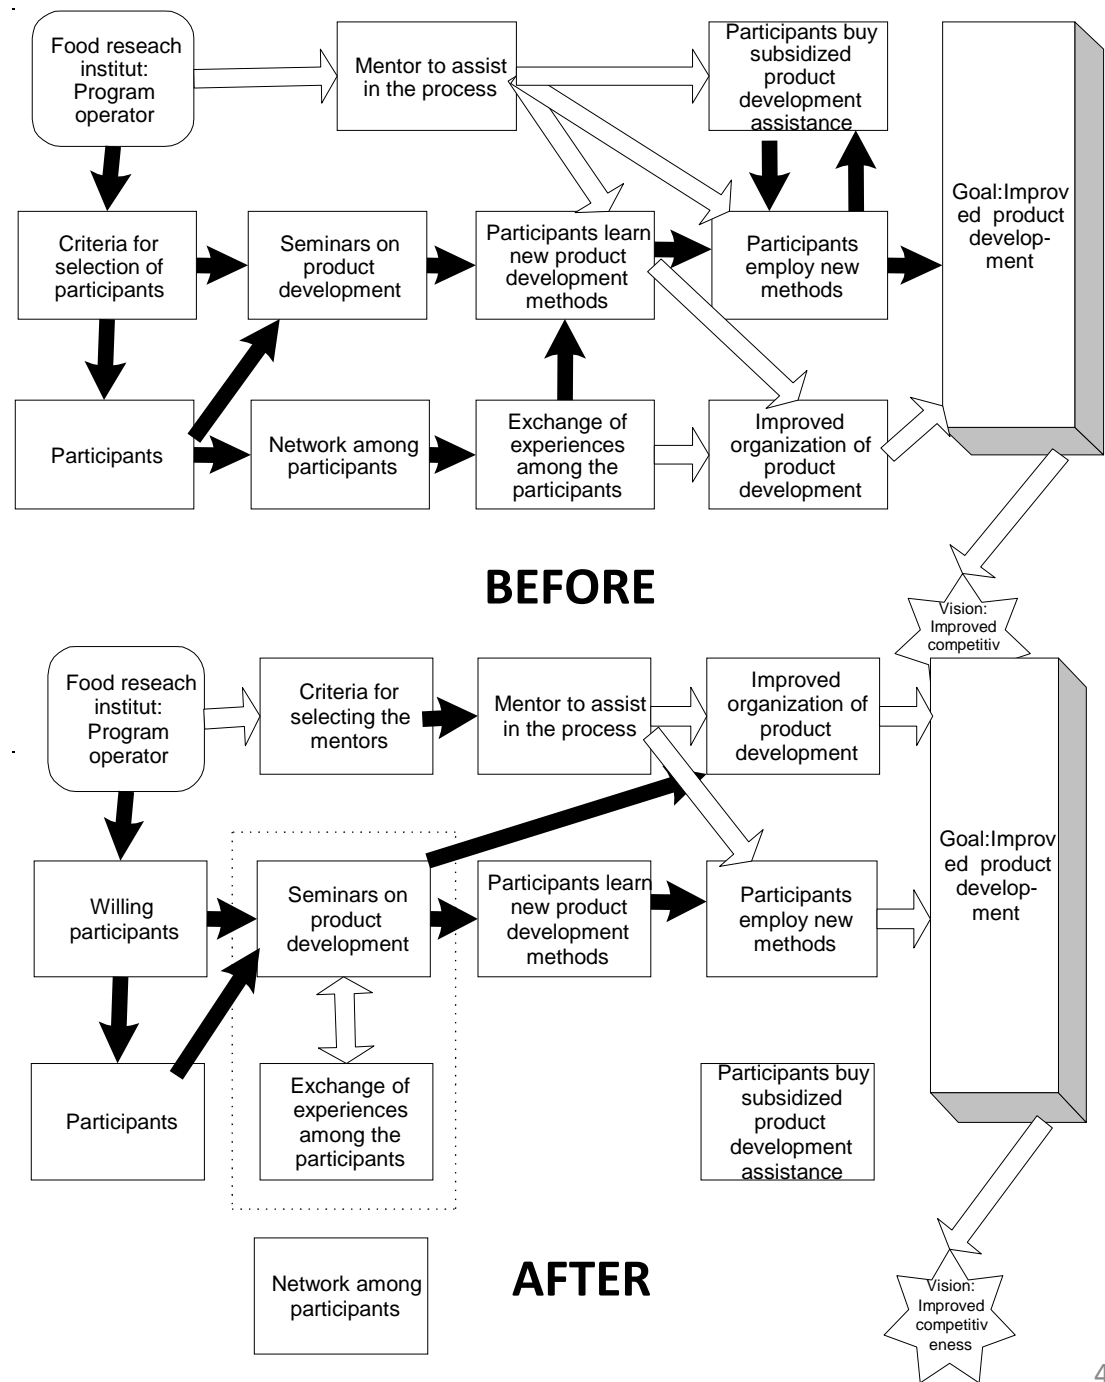 Food reseach
institut:
Program
operator
Mentor to assist
in the process
Participants buy
subsidized
product
development
assistance
Goal:Improv
ed product
develop-
ment
Criteria for
selection of
participants
Seminars on
product
development
Participants learn
new product
development
methods
Participants
employ new
methods
Participants
Network among
participants
Exchange of
experiences
among the
participants
Improved
organization of
product
development
BEFORE
Vision:
Improved
competitiv
Food reseach
institut:
Program
operator
Criteria for
selecting the
mentors
Mentor to assist
in the process
Improved
organization of
product
development
Goal:Improv
ed product
develop-
ment
Willing
participants
Seminars on
product
development
Participants learn
new product
development
methods
Participants
employ new
methods
Participants
Exchange of
experiences
among the
participants
Participants buy
subsidized
product
development
assistance
Network among
participants
AFTER
Vision:
Improved
competitiv
eness
4